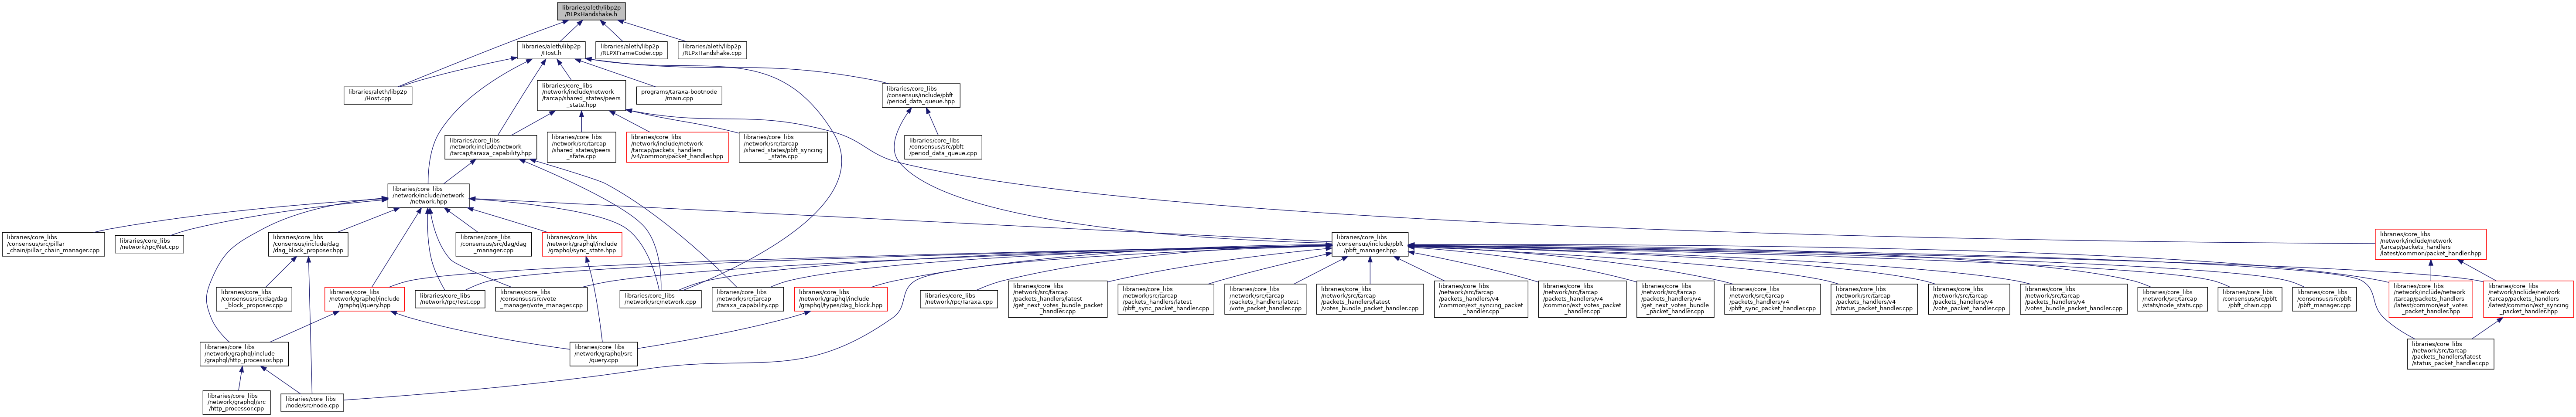 libraries/aleth/libp2p
/RLPxHandshake.h
libraries/aleth/libp2p
/Host.h
libraries/aleth/libp2p
/RLPXFrameCoder.cpp
libraries/aleth/libp2p
/RLPxHandshake.cpp
libraries/aleth/libp2p
/Host.cpp
libraries/core_libs
/network/include/network
/tarcap/shared_states/peers
_state.hpp
programs/taraxa-bootnode
/main.cpp
libraries/core_libs
/consensus/include/pbft
/period_data_queue.hpp
libraries/core_libs
/network/include/network
/tarcap/taraxa_capability.hpp
libraries/core_libs
/network/src/tarcap
/shared_states/peers
_state.cpp
libraries/core_libs
/network/include/network
/tarcap/packets_handlers
/v4/common/packet_handler.hpp
libraries/core_libs
/network/src/tarcap
/shared_states/pbft_syncing
_state.cpp
libraries/core_libs
/consensus/src/pbft
/period_data_queue.cpp
libraries/core_libs
/network/include/network
/network.hpp
libraries/core_libs
/consensus/src/pillar
_chain/pillar_chain_manager.cpp
libraries/core_libs
/network/rpc/Net.cpp
libraries/core_libs
/consensus/include/dag
/dag_block_proposer.hpp
libraries/core_libs
/consensus/src/dag/dag
_manager.cpp
libraries/core_libs
/network/graphql/include
/graphql/sync_state.hpp
libraries/core_libs
/consensus/include/pbft
/pbft_manager.hpp
libraries/core_libs
/network/include/network
/tarcap/packets_handlers
/latest/common/packet_handler.hpp
libraries/core_libs
/consensus/src/dag/dag
_block_proposer.cpp
libraries/core_libs
/network/graphql/include
/graphql/query.hpp
libraries/core_libs
/network/rpc/Test.cpp
libraries/core_libs
/consensus/src/vote
_manager/vote_manager.cpp
libraries/core_libs
/network/src/network.cpp
libraries/core_libs
/network/src/tarcap
/taraxa_capability.cpp
libraries/core_libs
/network/graphql/include
/graphql/types/dag_block.hpp
libraries/core_libs
/network/rpc/Taraxa.cpp
libraries/core_libs
/network/src/tarcap
/packets_handlers/latest
/get_next_votes_bundle_packet
_handler.cpp
libraries/core_libs
/network/src/tarcap
/packets_handlers/latest
/pbft_sync_packet_handler.cpp
libraries/core_libs
/network/src/tarcap
/packets_handlers/latest
/vote_packet_handler.cpp
libraries/core_libs
/network/src/tarcap
/packets_handlers/latest
/votes_bundle_packet_handler.cpp
libraries/core_libs
/network/src/tarcap
/packets_handlers/v4
/common/ext_syncing_packet
_handler.cpp
libraries/core_libs
/network/src/tarcap
/packets_handlers/v4
/common/ext_votes_packet
_handler.cpp
libraries/core_libs
/network/src/tarcap
/packets_handlers/v4
/get_next_votes_bundle
_packet_handler.cpp
libraries/core_libs
/network/src/tarcap
/packets_handlers/v4
/pbft_sync_packet_handler.cpp
libraries/core_libs
/network/src/tarcap
/packets_handlers/v4
/status_packet_handler.cpp
libraries/core_libs
/network/src/tarcap
/packets_handlers/v4
/vote_packet_handler.cpp
libraries/core_libs
/network/src/tarcap
/packets_handlers/v4
/votes_bundle_packet_handler.cpp
libraries/core_libs
/network/src/tarcap
/stats/node_stats.cpp
libraries/core_libs
/consensus/src/pbft
/pbft_chain.cpp
libraries/core_libs
/consensus/src/pbft
/pbft_manager.cpp
libraries/core_libs
/network/include/network
/tarcap/packets_handlers
/latest/common/ext_votes
_packet_handler.hpp
libraries/core_libs
/network/include/network
/tarcap/packets_handlers
/latest/common/ext_syncing
_packet_handler.hpp
libraries/core_libs
/network/graphql/include
/graphql/http_processor.hpp
libraries/core_libs
/network/graphql/src
/query.cpp
libraries/core_libs
/network/src/tarcap
/packets_handlers/latest
/status_packet_handler.cpp
libraries/core_libs
/network/graphql/src
/http_processor.cpp
libraries/core_libs
/node/src/node.cpp